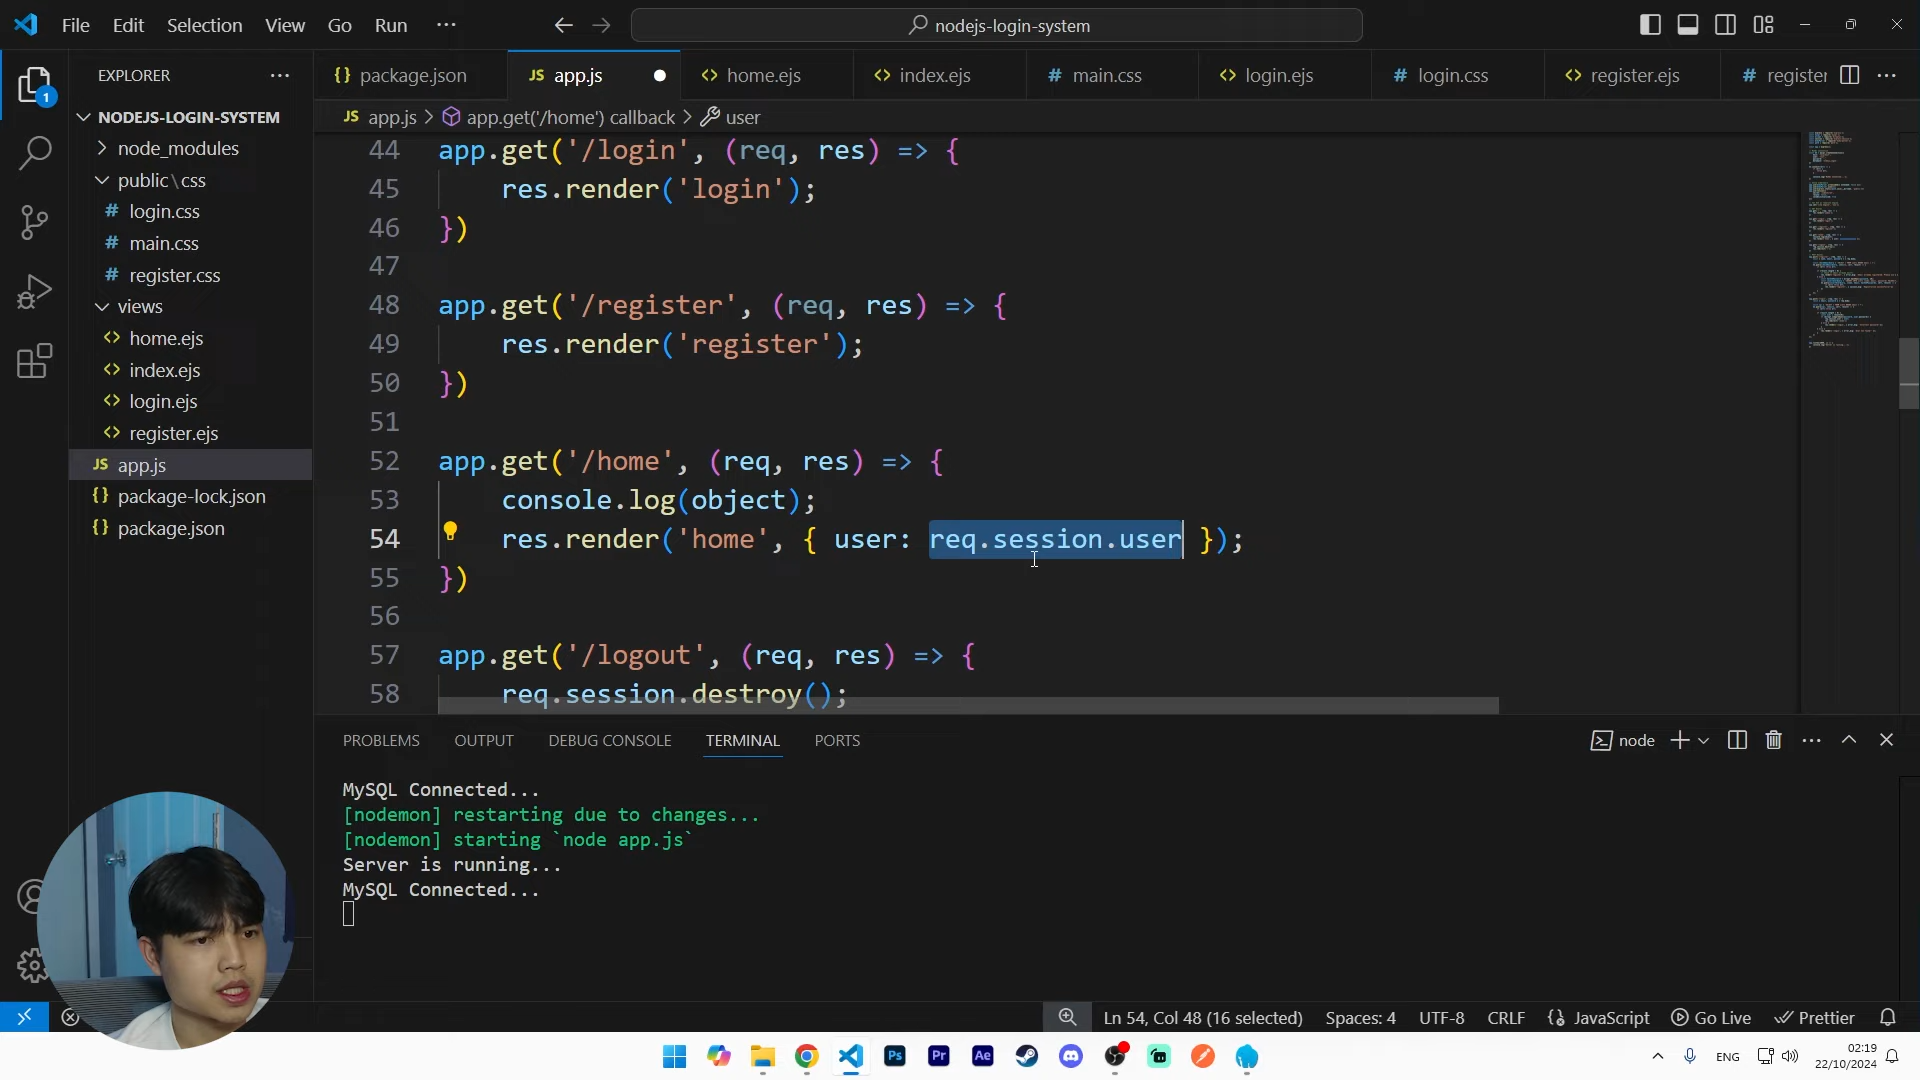 File Edit Selection View Go Run ··· nodejs-login-system
EXPLORER ···
package.json app.js home.ejs index.ejs main.css login.ejs login.css register.ejs register
NODEJS-LOGIN-SYSTEM
node_modules
public\css
login.css
main.css
register.css
views
home.ejs
index.ejs
login.ejs
register.ejs
JS app.js
package-lock.json
package.json
1
JS app.js > app.get('/home') callback > user
44 app.get('/login', (req, res) => {
45 res.render('login');
46 })
47
48 app.get('/register', (req, res) => {
49 res.render('register');
50 })
51
52 app.get('/home', (req, res) => {
53 console.log(object);
54 res.render('home', { user: req.session.user });
55 })
56
57 app.get('/logout', (req, res) => {
58 req.session.destroy();
PROBLEMS OUTPUT DEBUG CONSOLE TERMINAL PORTS node
MySQL Connected...
[nodemon] restarting due to changes...
[nodemon] starting `node app.js`
Server is running...
MySQL Connected...
Ln 54, Col 48 (16 selected) Spaces: 4 UTF-8 CRLF {} JavaScript Go Live Prettier
Ps Pr Ae ENG 02:19
22/10/2024